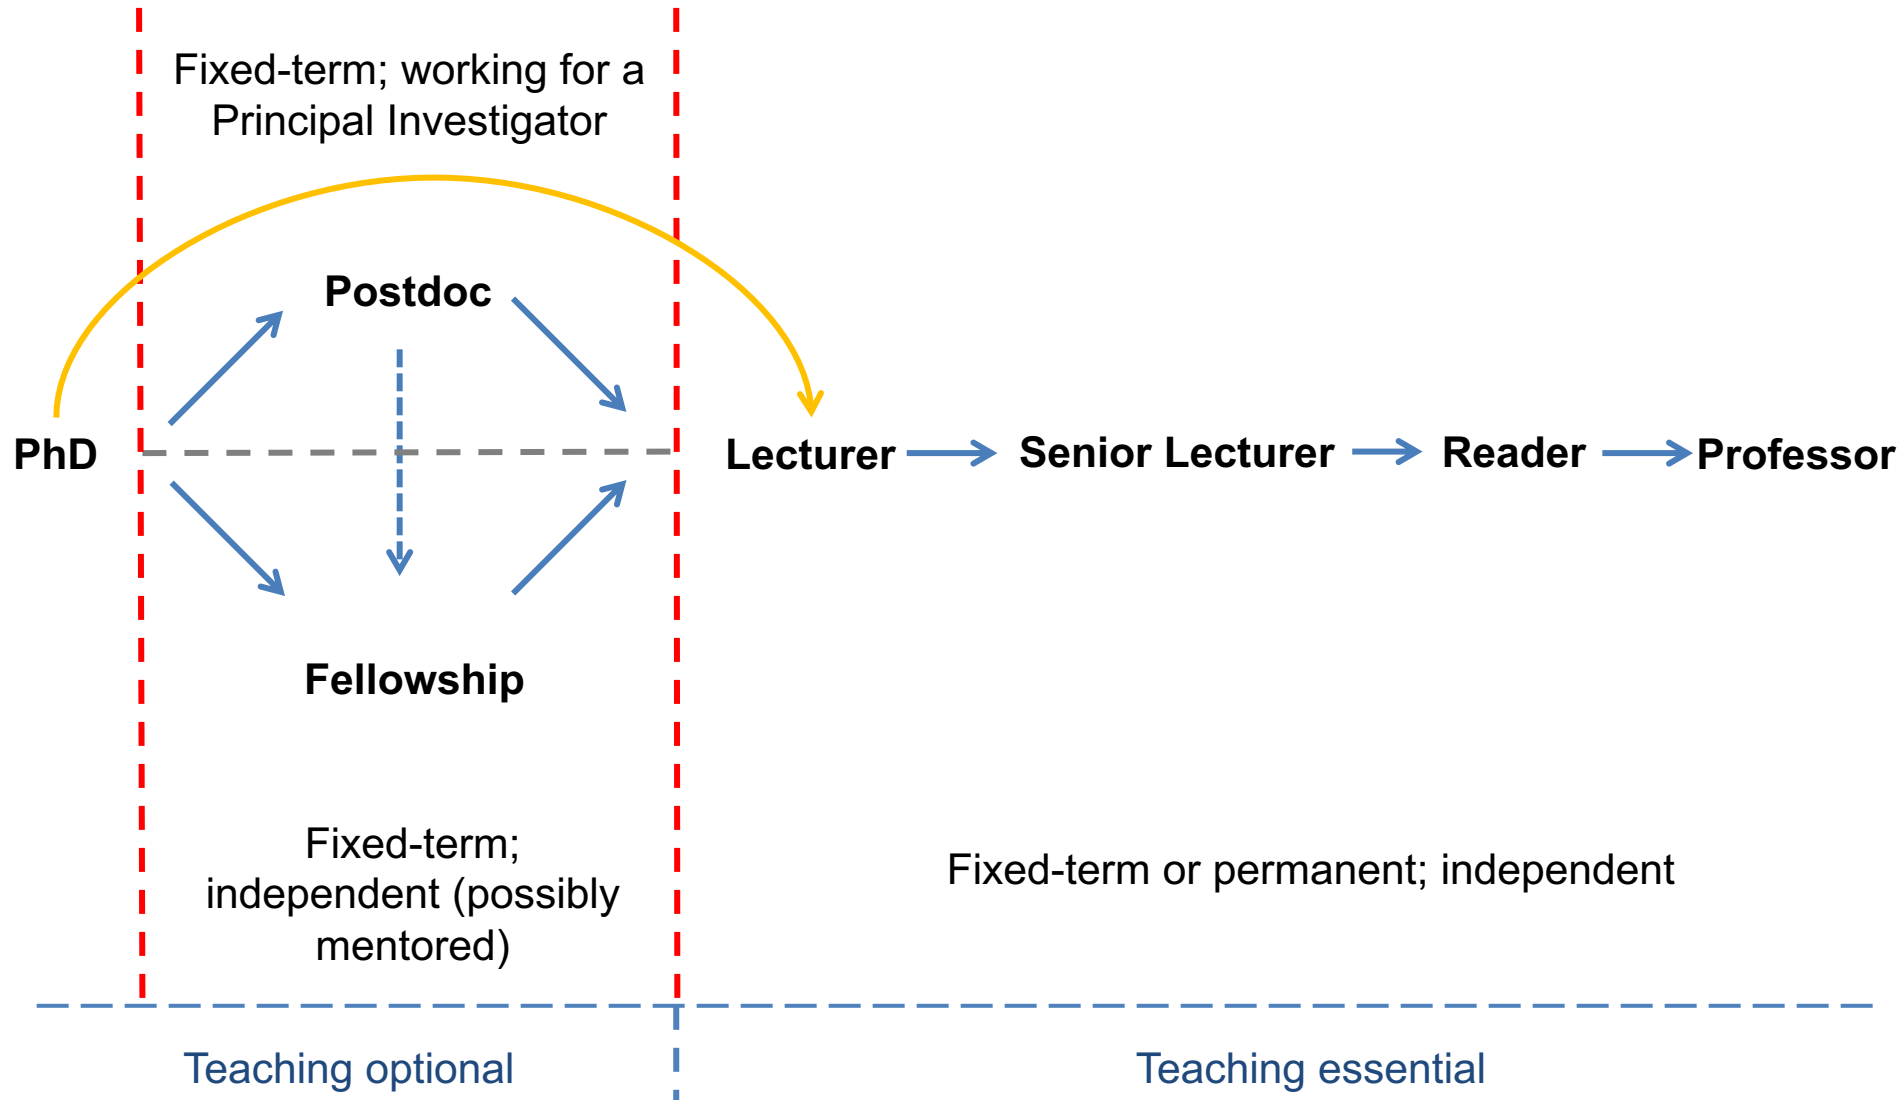 Fixed-term; working for a
Principal Investigator
Postdoc
PhD
Lecturer
Senior Lecturer
Reader
Professor
Fellowship
Fixed-term;
independent (possibly
mentored)
Fixed-term or permanent; independent
Teaching optional
Teaching essential